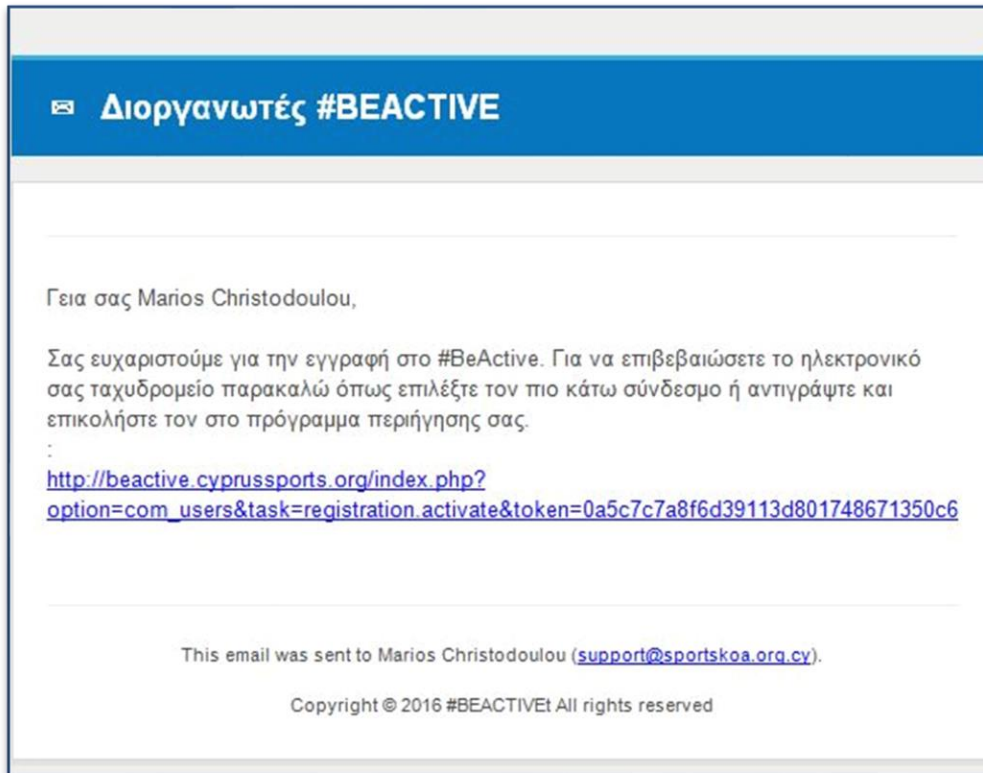 Διοργανωτές #BEACTIVE
Γεια σας Marios Christodoulou,
Σας ευχαριστούμε για την εγγραφή στο #BeActive. Για να επιβεβαιώσετε το ηλεκτρονικό
σας ταχυδρομείο παρακαλώ όπως επιλέξτε τον πιο κάτω σύνδεσμο ή αντιγράψτε και
επικολήστε τον στο πρόγραμμα περιήγησης σας.
:
http://beactive.cyprussports.org/index.php?
option=com_users&task=registration.activate&token=0a5c7c7a8f6d39113d801748671350c6
This email was sent to Marios Christodoulou (support@sportskoa.org.cy).
Copyright © 2016 #BEACTIVEt All rights reserved